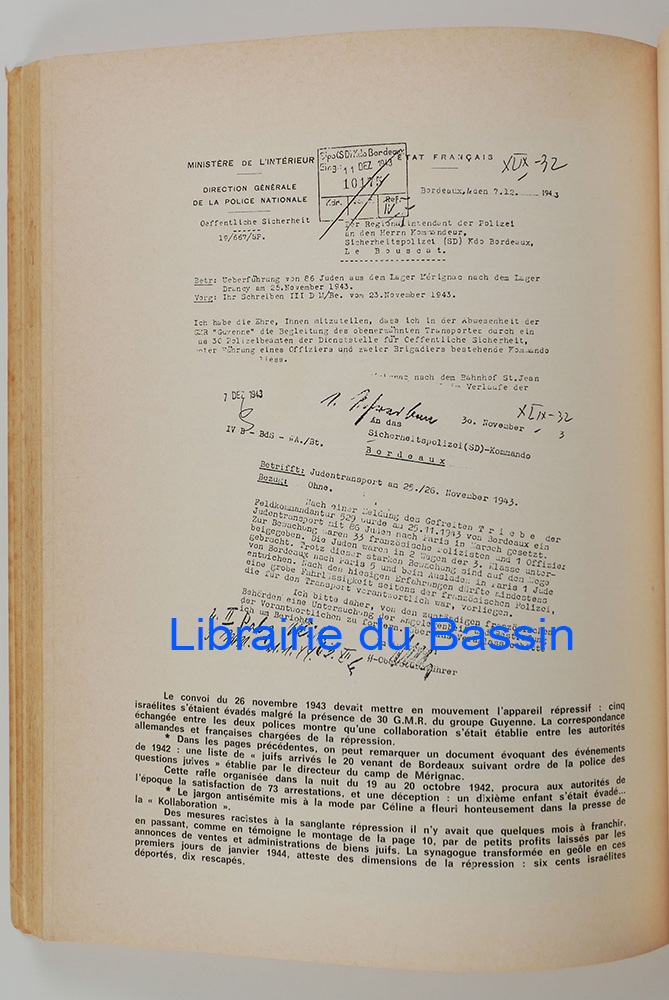 MINISTÈRE DE L'INTÉRIEUR
DIRECTION GÉNÉRALE
DE LA POLICE NATIONALE
Oeffentliche Sicherheit
19/667/SP.
Sipo(SD)Kdo Bordeaux
Eing.: 11 DEZ 1943
10175
ÉTAT FRANÇAIS
XLIX-32
Bordeaux, den 7.12. 1943
Der Regionalintendant der Polizei
an den Herrn Kommandeur,
Sicherheitspolizei (SD) Kdo Bordeaux,
Le Bouscat.
Betr: Ueberführung von 86 Juden aus dem Lager Mérignac nach dem Lager
Drancy am 25.November 1943.
Vorg: Ihr Schreiben III D M/Be. vom 23.November 1943.
Ich habe die Ehre, Ihnen mitzuteilen, dass ich in der Abwesenheit der
GMR "Guyenne" die Begleitung des obenerwähnten Transportes durch ein
30 Polizeibeamten der Dienststelle für Oeffentliche Sicherheit,
Führung eines Offiziers und zweier Brigadiers bestehende Kommando
liess.
nach dem Bahnhof St.Jean
Verlaufe der
7 DEZ 1943
30. November
XLIX-32
IV B - BdS - WA./Bt.
An das
Sicherheitspolizei(SD)-Kommando
Bordeaux
Betrifft: Judentransport am 25./26. November 1943.
Bezug: Ohne.
Nach einer Meldung des Gefreiten Triebe der
Feldkommandantur 529 wurde am 25.11.1943 von Bordeaux ein
Judentransport mit 86 Juden nach Paris in Marsch gesetzt.
Zur Bewachung waren 33 französische Polizisten und 1 Offizier
beigegeben. Die Juden waren in 2 Wagen der 3. Klasse unter-
gebracht. Trotz dieser starken Bewachung sind auf dem Wege
von Bordeaux nach Paris 5 und beim Ausladen in Paris 1 Jude
entwichen. Nach den hiesigen Erfahrungen dürfte mindestens
eine grobe Fahrlässigkeit seitens der französischen Polizei,
die für den Transport verantwortlich war, vorliegen.
Ich bitte daher, von den zuständigen französischen
Behörden eine Untersuchung der
der Verantwortlichen zu fordern.
Librairie du Bassin
Le convoi du 26 novembre 1943 devait mettre en mouvement l'appareil répressif : cinq
israélites s'étaient évadés malgré la présence de 30 G.M.R. du groupe Guyenne. La correspondance
échangée entre les deux polices montre qu'une collaboration s'était établie entre les autorités
allemandes et françaises chargées de la répression.
* Dans les pages précédentes, on peut remarquer un document évoquant des événements
de 1942 : une liste de « juifs arrivés le 20 venant de Bordeaux suivant ordre de la police des
questions juives » établie par le directeur du camp de Mérignac.
Cette rafle organisée dans la nuit du 19 au 20 octobre 1942, procura aux autorités de
l'époque la satisfaction de 73 arrestations, et une déception : un dixième enfant s'était évadé...
* Le jargon antisémite mis à la mode par Céline a fleuri honteusement dans la presse de
la « Kollaboration ».
Des mesures racistes à la sanglante répression il n'y avait que quelques mois à franchir,
en passant, comme en témoigne le montage de la page 10, par de petits profits laissés par les
annonces de ventes et administrations de biens juifs. La synagogue transformée en geôle en ces
premiers jours de janvier 1944, atteste des dimensions de la répression : six cents israélites
déportés, dix rescapés.